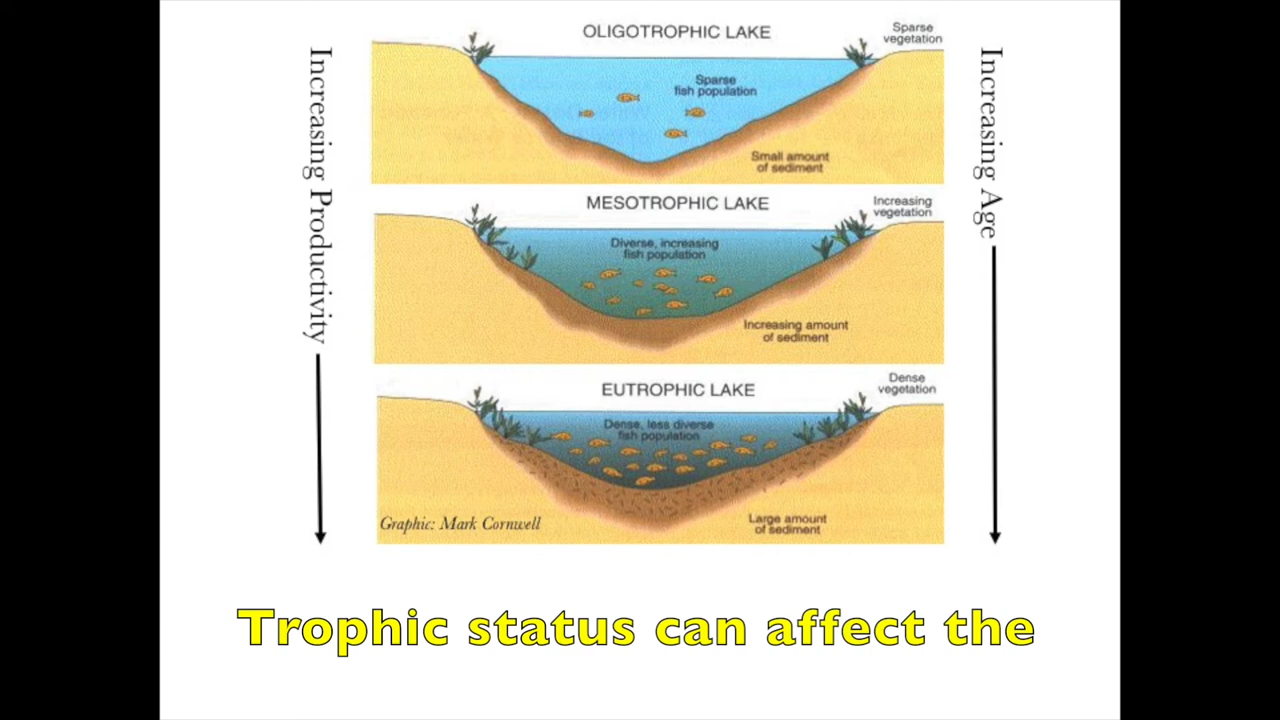 OLIGOTROPHIC LAKE
Sparse
vegetation
Sparse
fish population
Small amount
of sediment
Increasing Productivity
Increasing Age
MESOTROPHIC LAKE
Increasing
vegetation
Diverse, increasing
fish population
Increasing amount
of sediment
EUTROPHIC LAKE
Dense
vegetation
Dense, less diverse
fish population
Graphic: Mark Cornwell
Large amount
of sediment
Trophic status can affect the